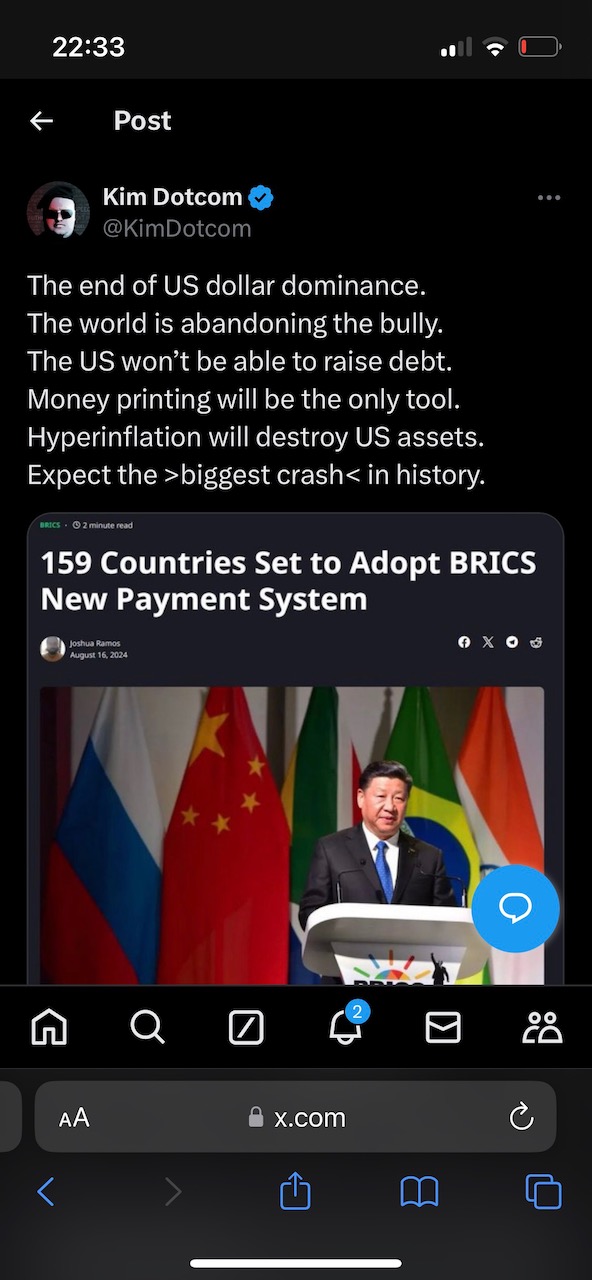 22:33
Post
Kim Dotcom
@KimDotcom
The end of US dollar dominance.
The world is abandoning the bully.
The US won’t be able to raise debt.
Money printing will be the only tool.
Hyperinflation will destroy US assets.
Expect the >biggest crash< in history.
BRICS · 2 minute read
159 Countries Set to Adopt BRICS
New Payment System
Joshua Ramos
August 16, 2024
BRICS
2
AA x.com